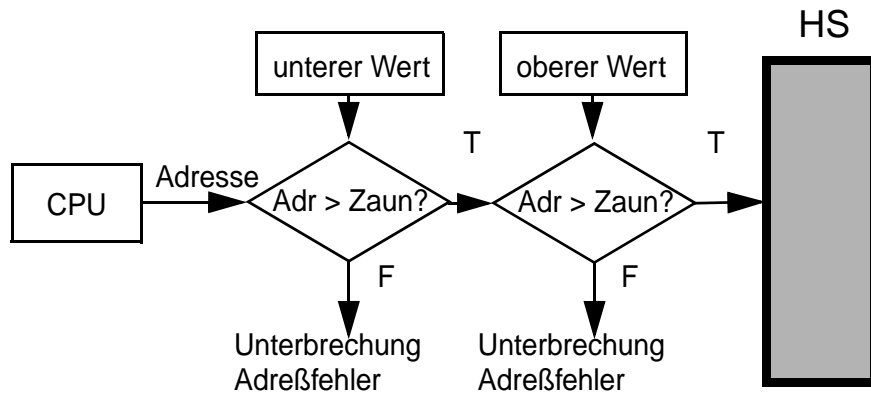 HS
unterer Wert
oberer Wert
T
T
CPU
Adresse
Adr > Zaun?
Adr > Zaun?
F
F
Unterbrechung
Adreßfehler
Unterbrechung
Adreßfehler